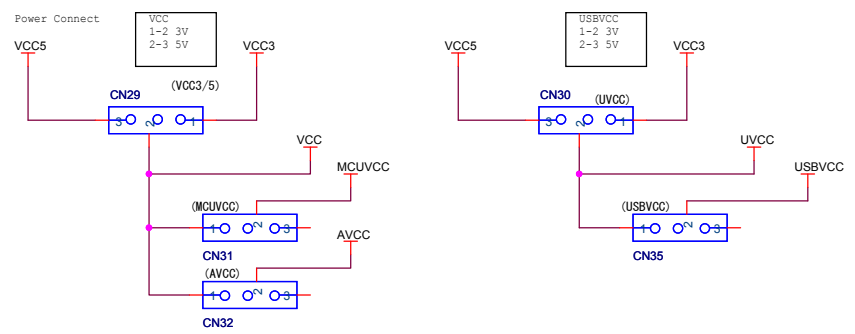 Power Connect
VCC
1-2 3V
2-3 5V
VCC5
VCC3
(VCC3/5)
CN29
3 2 1
VCC
MCUVCC
(MCUVCC)
1 2 3
CN31
AVCC
(AVCC)
1 2 3
CN32
USBVCC
1-2 3V
2-3 5V
VCC5
VCC3
CN30
(UVCC)
3 2 1
UVCC
USBVCC
(USBVCC)
1 2 3
CN35